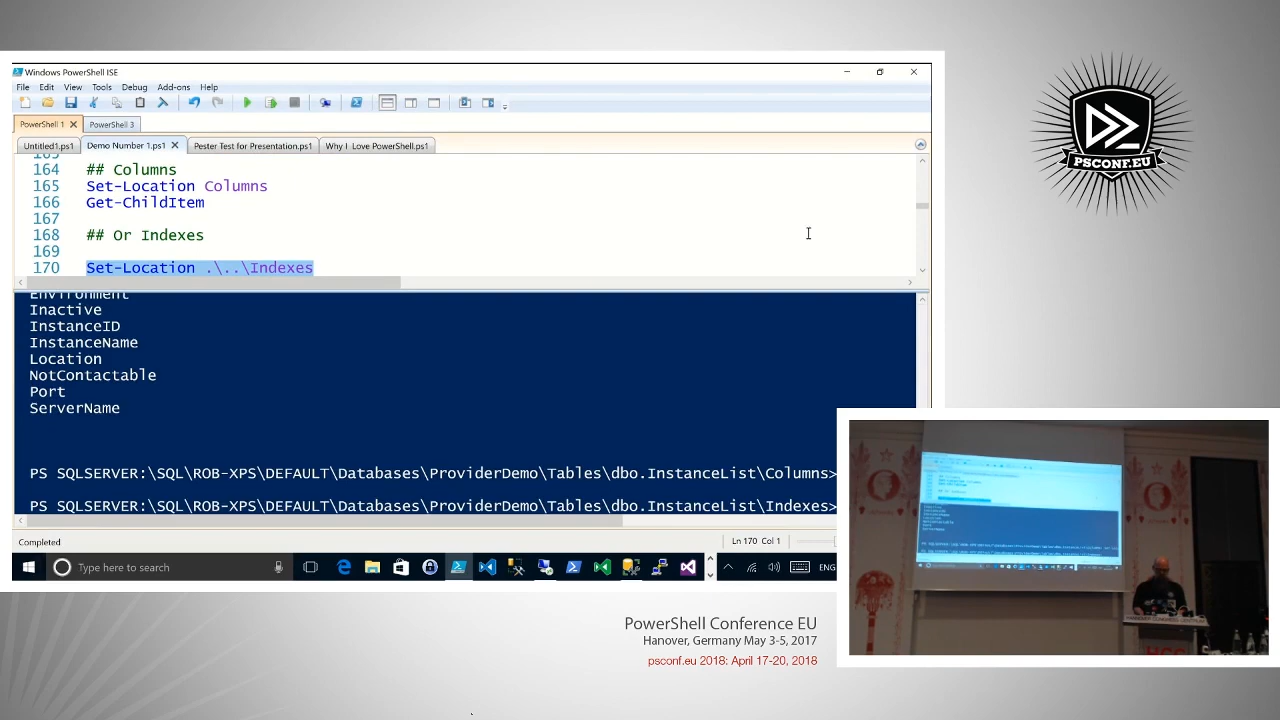 Windows PowerShell ISE
File Edit View Tools Debug Add-ons Help
PowerShell 1 PowerShell 3
Untitled1.ps1 Demo Number 1.ps1 Pester Test for Presentation.ps1 Why I Love PowerShell.ps1
164 ## Columns
165 Set-Location Columns
166 Get-ChildItem
167
168 ## Or Indexes
169
170 Set-Location .\..\Indexes
Environment
Inactive
InstanceID
InstanceName
Location
NotContactable
Port
ServerName
PS SQLSERVER:\SQL\ROB-XPS\DEFAULT\Databases\ProviderDemo\Tables\dbo.InstanceList\Columns>
PS SQLSERVER:\SQL\ROB-XPS\DEFAULT\Databases\ProviderDemo\Tables\dbo.InstanceList\Indexes>
Completed
Ln 170 Col 1
Type here to search
ENG
PSCONF.EU
PowerShell Conference EU
Hanover, Germany May 3-5, 2017
psconf.eu 2018: April 17-20, 2018